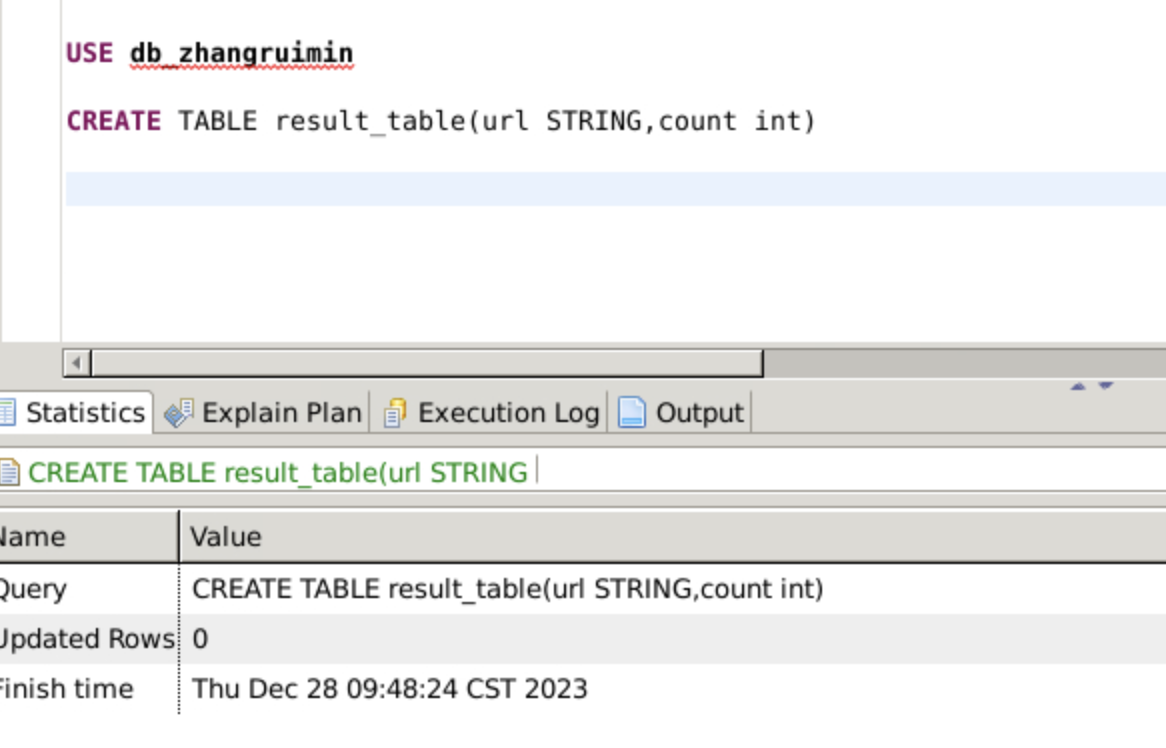 USE db_zhangruimin
CREATE TABLE result_table(url STRING,count int)
Statistics Explain Plan Execution Log Output
CREATE TABLE result_table(url STRING
Name Value
Query CREATE TABLE result_table(url STRING,count int)
Updated Rows 0
Finish time Thu Dec 28 09:48:24 CST 2023